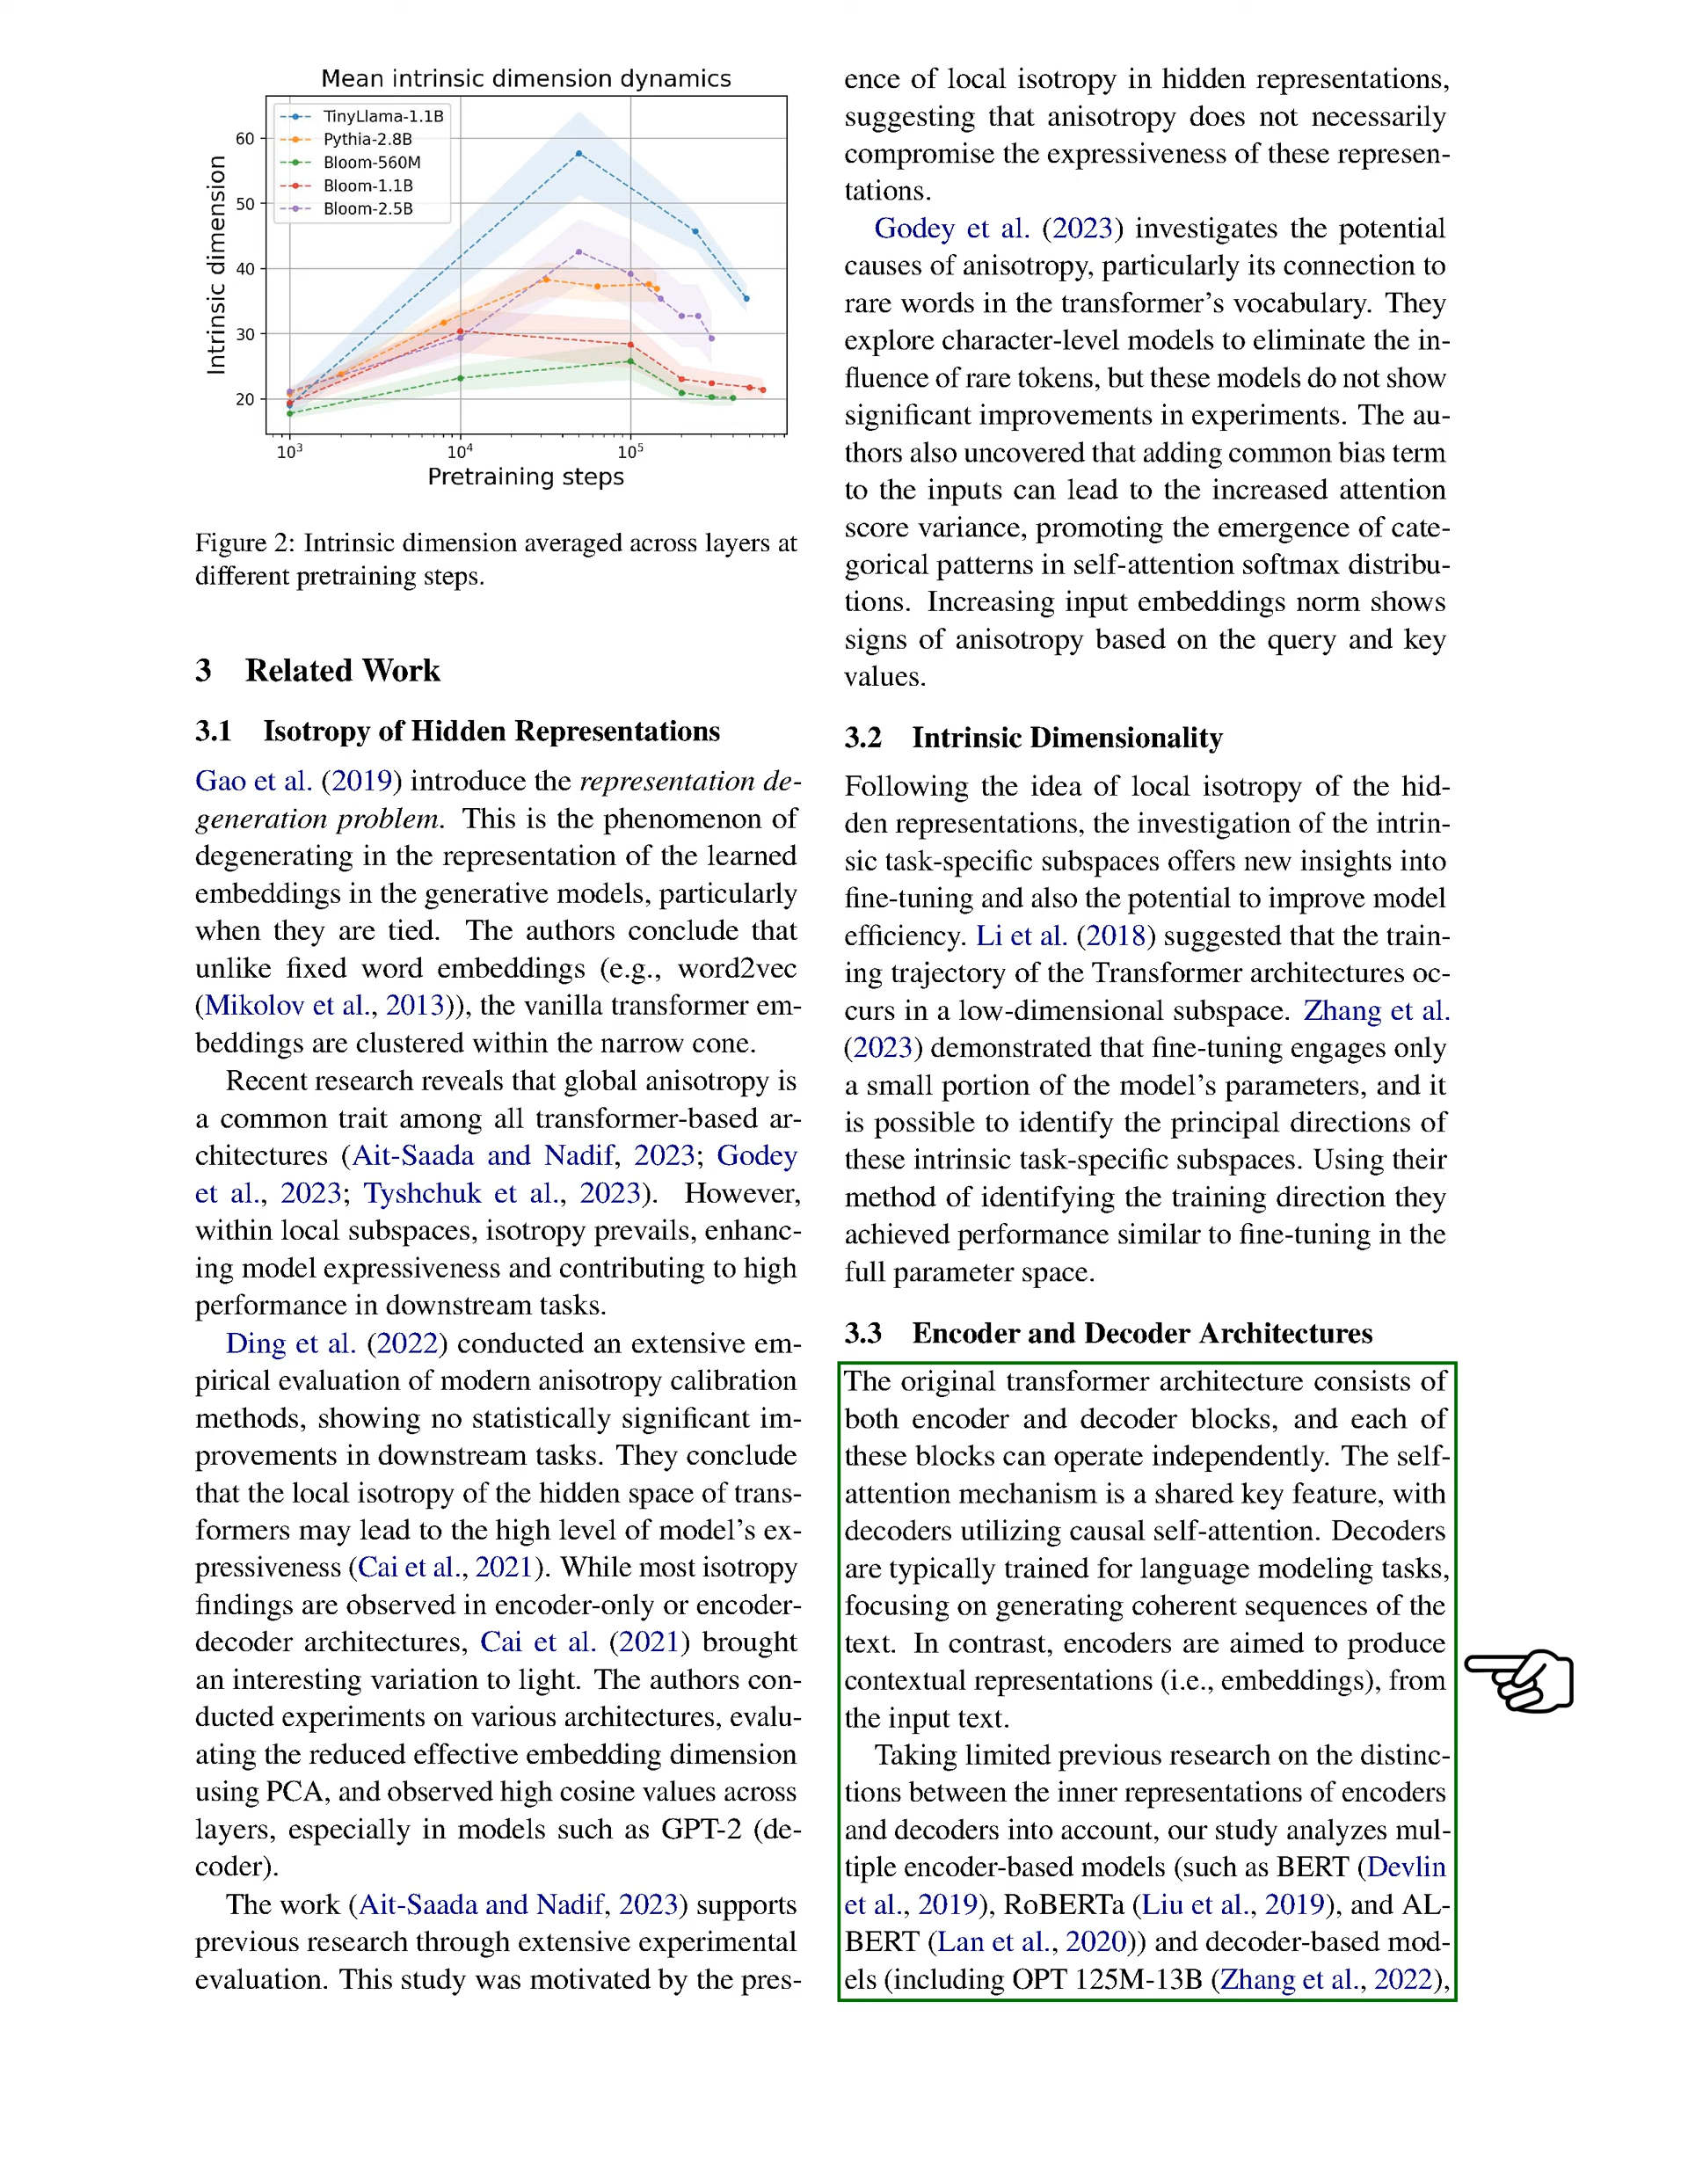 Mean intrinsic dimension dynamics
TinyLlama-1.1B
Pythia-2.8B
Bloom-560M
Bloom-1.1B
Bloom-2.5B
Intrinsic dimension
60
50
40
30
20
10³
10⁴
10⁵
Pretraining steps
Figure 2: Intrinsic dimension averaged across layers at
different pretraining steps.
3 Related Work
3.1 Isotropy of Hidden Representations
Gao et al. (2019) introduce the representation de-
generation problem. This is the phenomenon of
degenerating in the representation of the learned
embeddings in the generative models, particularly
when they are tied. The authors conclude that
unlike fixed word embeddings (e.g., word2vec
(Mikolov et al., 2013)), the vanilla transformer em-
beddings are clustered within the narrow cone.
Recent research reveals that global anisotropy is
a common trait among all transformer-based ar-
chitectures (Ait-Saada and Nadif, 2023; Godey
et al., 2023; Tyshchuk et al., 2023). However,
within local subspaces, isotropy prevails, enhanc-
ing model expressiveness and contributing to high
performance in downstream tasks.
Ding et al. (2022) conducted an extensive em-
pirical evaluation of modern anisotropy calibration
methods, showing no statistically significant im-
provements in downstream tasks. They conclude
that the local isotropy of the hidden space of trans-
formers may lead to the high level of model's ex-
pressiveness (Cai et al., 2021). While most isotropy
findings are observed in encoder-only or encoder-
decoder architectures, Cai et al. (2021) brought
an interesting variation to light. The authors con-
ducted experiments on various architectures, evalu-
ating the reduced effective embedding dimension
using PCA, and observed high cosine values across
layers, especially in models such as GPT-2 (de-
coder).
The work (Ait-Saada and Nadif, 2023) supports
previous research through extensive experimental
evaluation. This study was motivated by the pres-
ence of local isotropy in hidden representations,
suggesting that anisotropy does not necessarily
compromise the expressiveness of these represen-
tations.
Godey et al. (2023) investigates the potential
causes of anisotropy, particularly its connection to
rare words in the transformer's vocabulary. They
explore character-level models to eliminate the in-
fluence of rare tokens, but these models do not show
significant improvements in experiments. The au-
thors also uncovered that adding common bias term
to the inputs can lead to the increased attention
score variance, promoting the emergence of cate-
gorical patterns in self-attention softmax distribu-
tions. Increasing input embeddings norm shows
signs of anisotropy based on the query and key
values.
3.2 Intrinsic Dimensionality
Following the idea of local isotropy of the hid-
den representations, the investigation of the intrin-
sic task-specific subspaces offers new insights into
fine-tuning and also the potential to improve model
efficiency. Li et al. (2018) suggested that the train-
ing trajectory of the Transformer architectures oc-
curs in a low-dimensional subspace. Zhang et al.
(2023) demonstrated that fine-tuning engages only
a small portion of the model's parameters, and it
is possible to identify the principal directions of
these intrinsic task-specific subspaces. Using their
method of identifying the training direction they
achieved performance similar to fine-tuning in the
full parameter space.
3.3 Encoder and Decoder Architectures
The original transformer architecture consists of
both encoder and decoder blocks, and each of
these blocks can operate independently. The self-
attention mechanism is a shared key feature, with
decoders utilizing causal self-attention. Decoders
are typically trained for language modeling tasks,
focusing on generating coherent sequences of the
text. In contrast, encoders are aimed to produce
contextual representations (i.e., embeddings), from
the input text.
Taking limited previous research on the distinc-
tions between the inner representations of encoders
and decoders into account, our study analyzes mul-
tiple encoder-based models (such as BERT (Devlin
et al., 2019), RoBERTa (Liu et al., 2019), and AL-
BERT (Lan et al., 2020)) and decoder-based mod-
els (including OPT 125M-13B (Zhang et al., 2022),